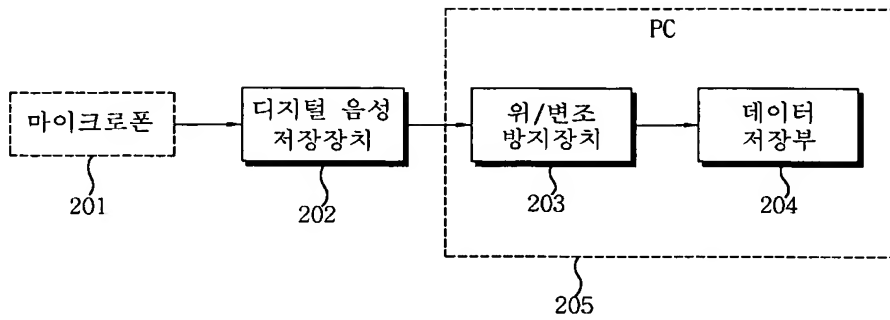 PC
마이크로폰
디지털 음성
저장장치
위/변조
방지장치
데이터
저장부
201
202
203
204
205